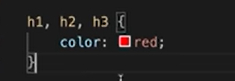 h1, h2, h3 {
    color: red;
}